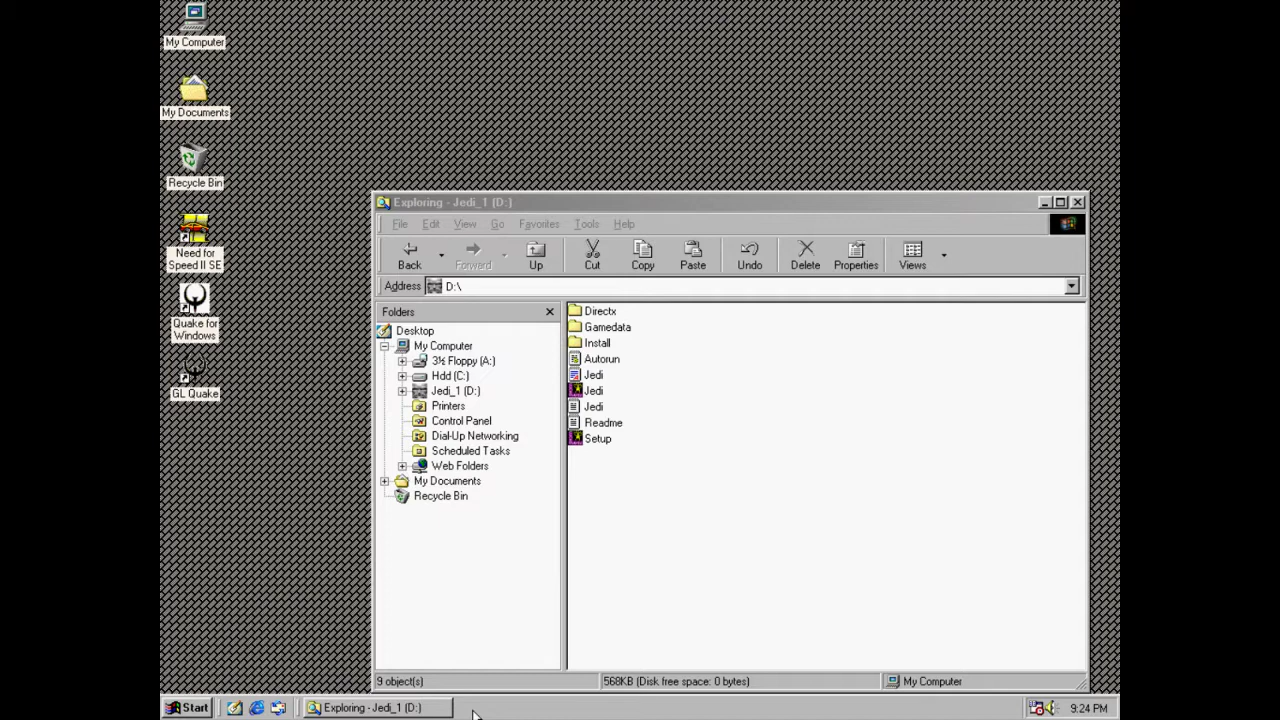 My Computer
My Documents
Recycle Bin
Need for
Speed II SE
Quake for
Windows
GL Quake
Exploring - Jedi_1 (D:)
File Edit View Go Favorites Tools Help
Back Forward Up Cut Copy Paste Undo Delete Properties Views
Address D:\
Folders
Desktop
My Computer
3½ Floppy (A:)
Hdd (C:)
Jedi_1 (D:)
Printers
Control Panel
Dial-Up Networking
Scheduled Tasks
Web Folders
My Documents
Recycle Bin
Directx
Gamedata
Install
Autorun
Jedi
Jedi
Jedi
Readme
Setup
9 object(s) 568KB (Disk free space: 0 bytes) My Computer
Start Exploring - Jedi_1 (D:) 9:24 PM